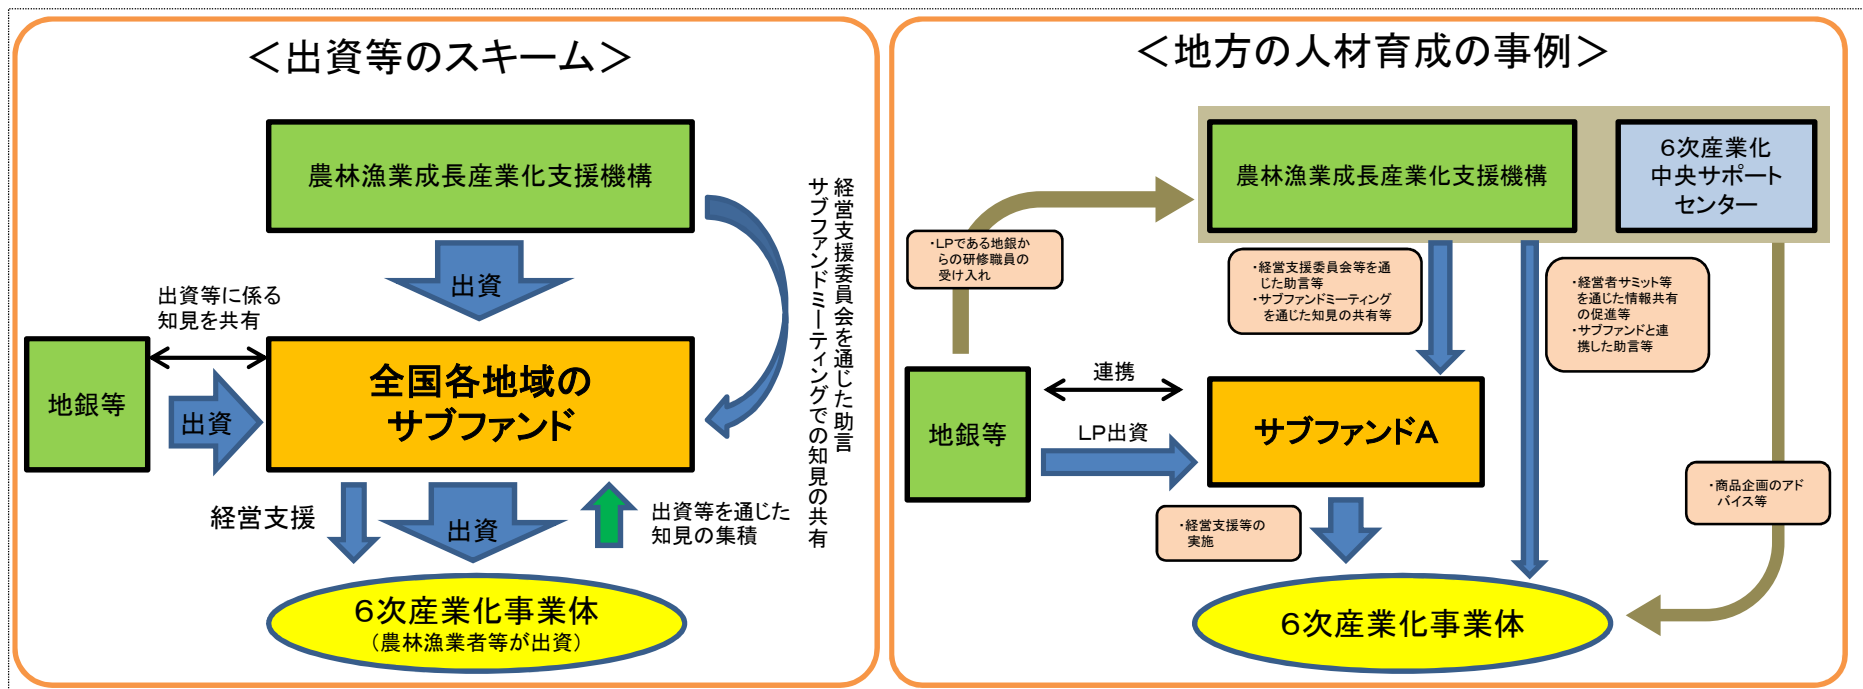 ＜出資等のスキーム＞
農林漁業成長産業化支援機構
経営支援委員会を通じた助言
サブファンドミーティングでの知見の共有
出資
出資等に係る
知見を共有
地銀等
出資
全国各地域の
サブファンド
経営支援
出資
出資等を通じた
知見の集積
６次産業化事業体
（農林漁業者等が出資）
＜地方の人材育成の事例＞
農林漁業成長産業化支援機構
６次産業化
中央サポート
センター
・LPである地銀か
らの研修職員の
受け入れ
・経営支援委員会等を通
じた助言等
・サブファンドミーティング
を通じた知見の共有等
・経営者サミット等
を通じた情報共有
の促進等
・サブファンドと連
携した助言等
地銀等
連携
LP出資
サブファンドＡ
・商品企画のアド
バイス等
・経営支援等の
実施
６次産業化事業体